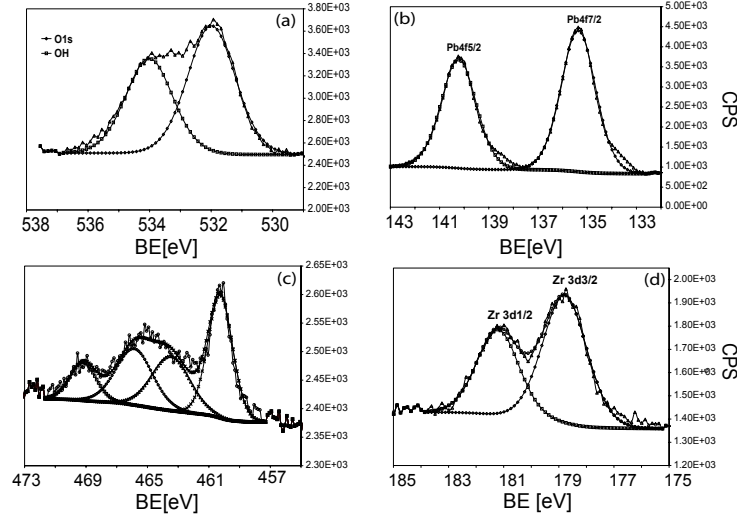 (a)
O1s
OH
3.80E+03
3.60E+03
3.40E+03
3.20E+03
3.00E+03
2.80E+03
2.60E+03
2.40E+03
2.20E+03
2.00E+03
538 536 534 532 530
BE[eV]
(b)
Pb4f5/2
Pb4f7/2
5.00E+03
4.50E+03
4.00E+03
3.50E+03
3.00E+03
2.50E+03
2.00E+03
1.50E+03
1.00E+03
5.00E+02
0.00E+00
CPS
143 141 139 137 135 133
BE[eV]
(c)
2.65E+03
2.60E+03
2.55E+03
2.50E+03
2.45E+03
2.40E+03
2.35E+03
2.30E+03
473 469 465 461 457
BE[eV]
(d)
Zr 3d1/2
Zr 3d3/2
2.00E+03
1.90E+03
1.80E+03
1.70E+03
1.60E+03
1.50E+03
1.40E+03
1.30E+03
1.20E+03
CPS
185 183 181 179 177 175
BE [eV]